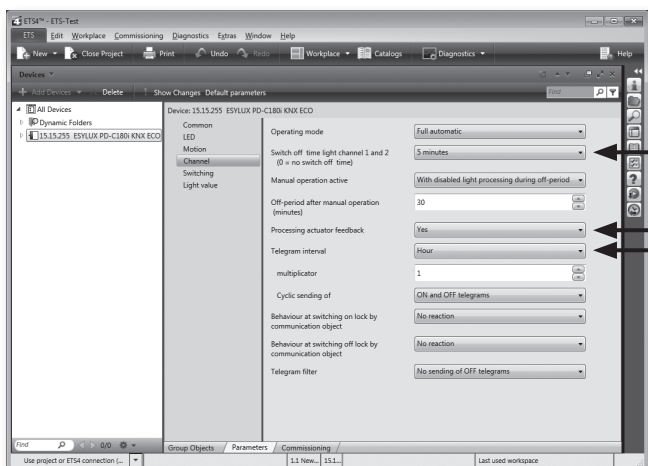 ETS4™ - ETS-Test
ETS Edit Workplace Commissioning Diagnostics Extras Window Help
New Close Project Print Undo Redo Workplace Catalogs Diagnostics Help
Devices
Add Devices Delete Show Changes Default parameters Find
All Devices
Dynamic Folders
15.15.255 ESYLUX PD-C180i KNX ECO
Device: 15.15.255 ESYLUX PD-C180i KNX ECO
Common
LED
Motion
Channel
Switching
Light value
Operating mode Full automatic
Switch off time light channel 1 and 2 5 minutes
(0 = no switch off time)
Manual operation active With disabled light processing during off-period
Off-period after manual operation 30
(minutes)
Processing actuator feedback Yes
Telegram interval Hour
multiplicator 1
Cyclic sending of ON and OFF telegrams
Behaviour at switching on lock by No reaction
communication object
Behaviour at switching off lock by No reaction
communication object
Telegram filter No sending of OFF telegrams
Find 0/0
Group Objects Parameters Commissioning
Use project or ETS4 connection (... 1.1 New... 15.1... Last used workspace